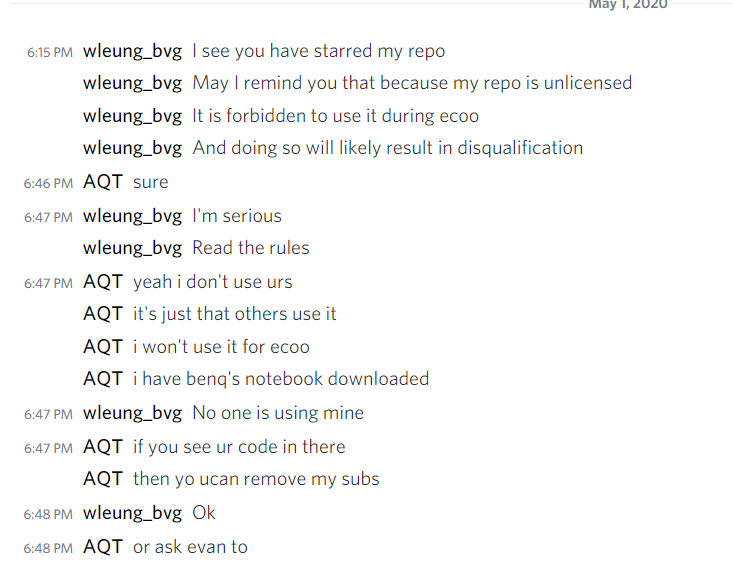 May 1, 2020
6:15 PM wleung_bvg I see you have starred my repo
wleung_bvg May I remind you that because my repo is unlicensed
wleung_bvg It is forbidden to use it during ecoo
wleung_bvg And doing so will likely result in disqualification
6:46 PM AQT sure
6:47 PM wleung_bvg I'm serious
wleung_bvg Read the rules
6:47 PM AQT yeah i don't use urs
AQT it's just that others use it
AQT i won't use it for ecoo
AQT i have benq's notebook downloaded
6:47 PM wleung_bvg No one is using mine
6:47 PM AQT if you see ur code in there
AQT then yo ucan remove my subs
6:48 PM wleung_bvg Ok
6:48 PM AQT or ask evan to